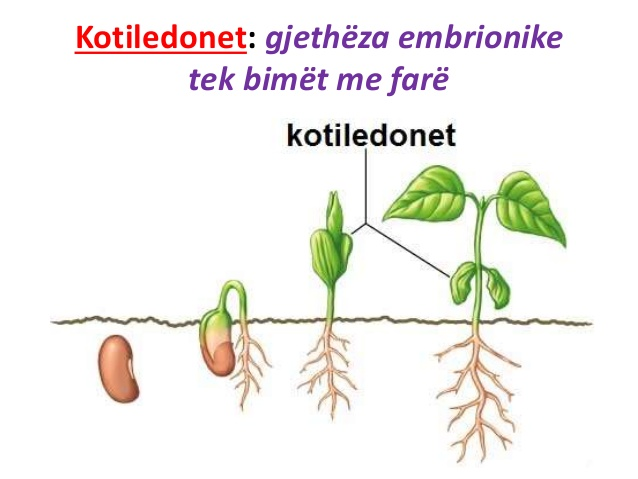 Kotiledonet: gjethëza embrionike
tek bimët me farë
kotiledonet